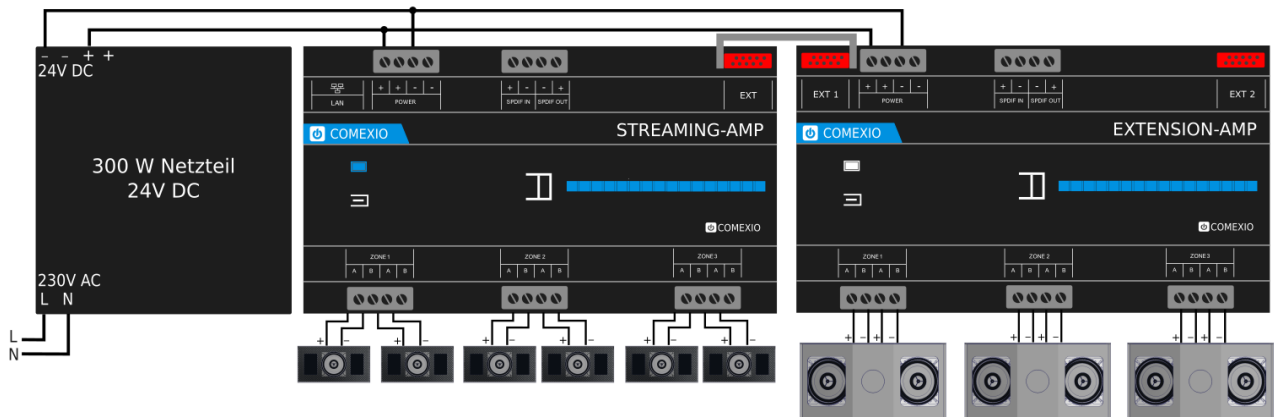 − − + +
24V DC
300 W Netzteil
24V DC
230V AC
L N
L
N
LAN
+ + - -
POWER
+ - - +
SPDIF IN SPDIF OUT
EXT
COMEXIO
STREAMING-AMP
COMEXIO
ZONE 1
A B A B
ZONE 2
A B A B
ZONE 3
A B A B
+ − + −
+ − + −
+ − + −
EXT 1
+ + - -
POWER
+ - - +
SPDIF IN SPDIF OUT
EXT 2
COMEXIO
EXTENSION-AMP
COMEXIO
ZONE 1
A B A B
ZONE 2
A B A B
ZONE 3
A B A B
+ − + −
+ − + −
+ − + −